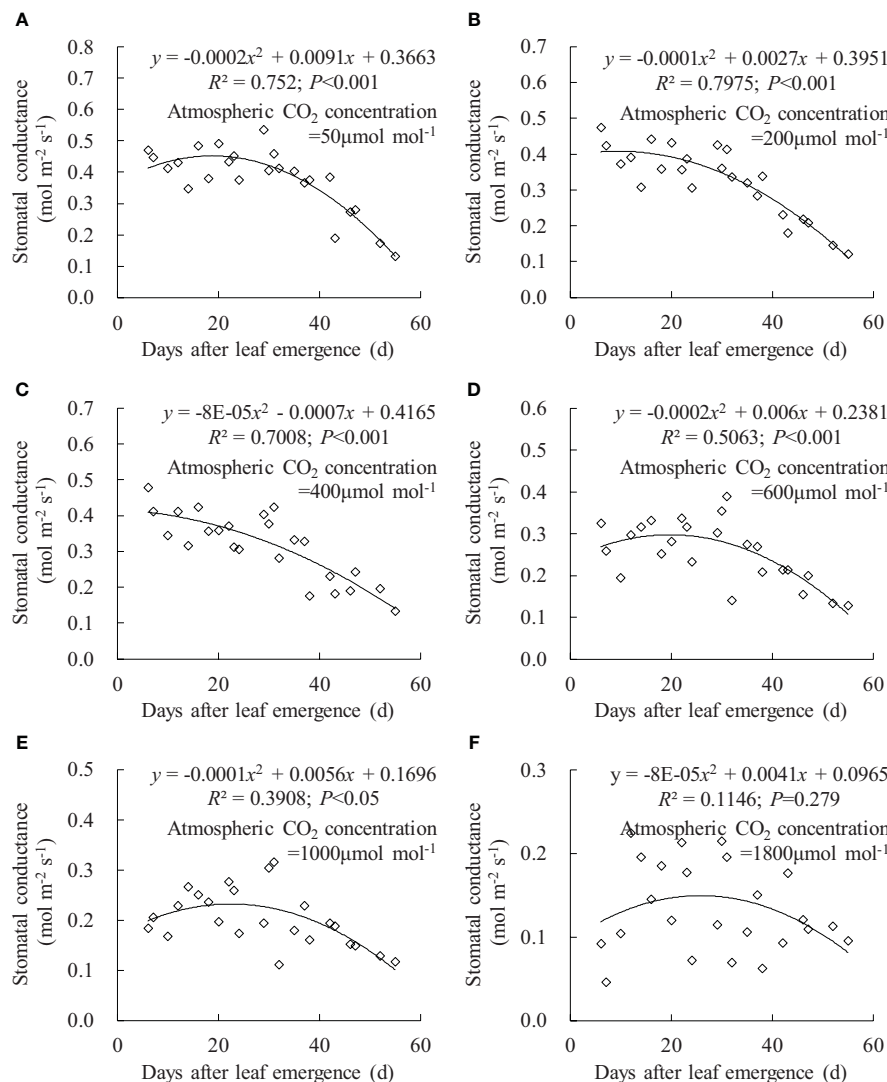 A
y = -0.0002x² + 0.0091x + 0.3663
R² = 0.752; P<0.001
Atmospheric CO₂ concentration
=50μmol mol⁻¹
Stomatal conductance
(mol m⁻² s⁻¹)
0.8
0.7
0.6
0.5
0.4
0.3
0.2
0.1
0.0
0 20 40 60
Days after leaf emergence (d)
B
y = -0.0001x² + 0.0027x + 0.3951
R² = 0.7975; P<0.001
Atmospheric CO₂ concentration
=200μmol mol⁻¹
Stomatal conductance
(mol m⁻² s⁻¹)
0.7
0.6
0.5
0.4
0.3
0.2
0.1
0.0
0 20 40 60
Days after leaf emergence (d)
C
y = -8E-05x² - 0.0007x + 0.4165
R² = 0.7008; P<0.001
Atmospheric CO₂ concentration
=400μmol mol⁻¹
Stomatal conductance
(mol m⁻² s⁻¹)
0.7
0.6
0.5
0.4
0.3
0.2
0.1
0.0
0 20 40 60
Days after leaf emergence (d)
D
y = -0.0002x² + 0.006x + 0.2381
R² = 0.5063; P<0.001
Atmospheric CO₂ concentration
=600μmol mol⁻¹
Stomatal conductance
(mol m⁻² s⁻¹)
0.6
0.5
0.4
0.3
0.2
0.1
0.0
0 20 40 60
Days after leaf emergence (d)
E
y = -0.0001x² + 0.0056x + 0.1696
R² = 0.3908; P<0.05
Atmospheric CO₂ concentration
=1000μmol mol⁻¹
Stomatal conductance
(mol m⁻² s⁻¹)
0.5
0.4
0.3
0.2
0.1
0.0
0 20 40 60
Days after leaf emergence (d)
F
y = -8E-05x² + 0.0041x + 0.0965
R² = 0.1146; P=0.279
Atmospheric CO₂ concentration
=1800μmol mol⁻¹
Stomatal conductance
(mol m⁻² s⁻¹)
0.3
0.2
0.1
0.0
0 20 40 60
Days after leaf emergence (d)